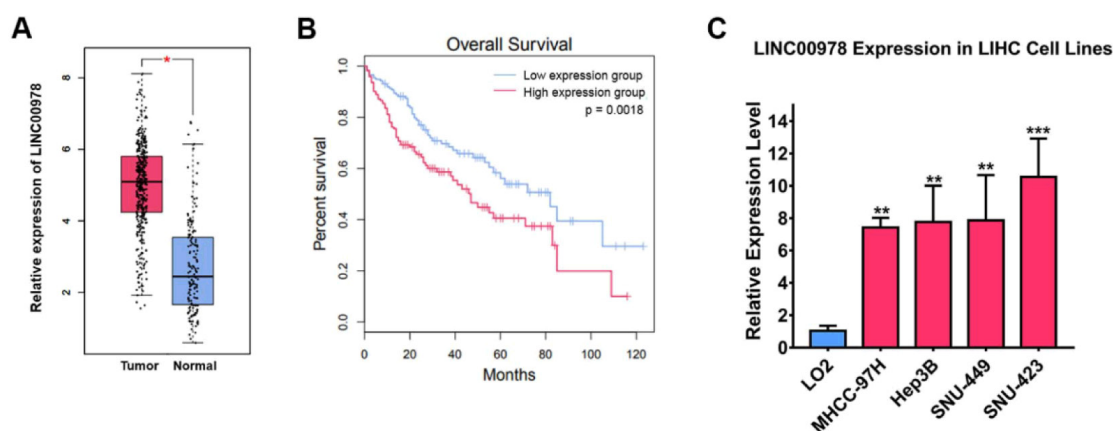 A
Relative expression of LINC00978
8
6
4
2
*
Tumor Normal
B
Overall Survival
Low expression group
High expression group
p = 0.0018
Percent survival
1.0
0.8
0.6
0.4
0.2
0.0
0 20 40 60 80 100 120
Months
C
LINC00978 Expression in LIHC Cell Lines
Relative Expression Level
14
12
10
8
6
4
2
0
**
**
**
***
LO2
MHCC-97H
Hep3B
SNU-449
SNU-423